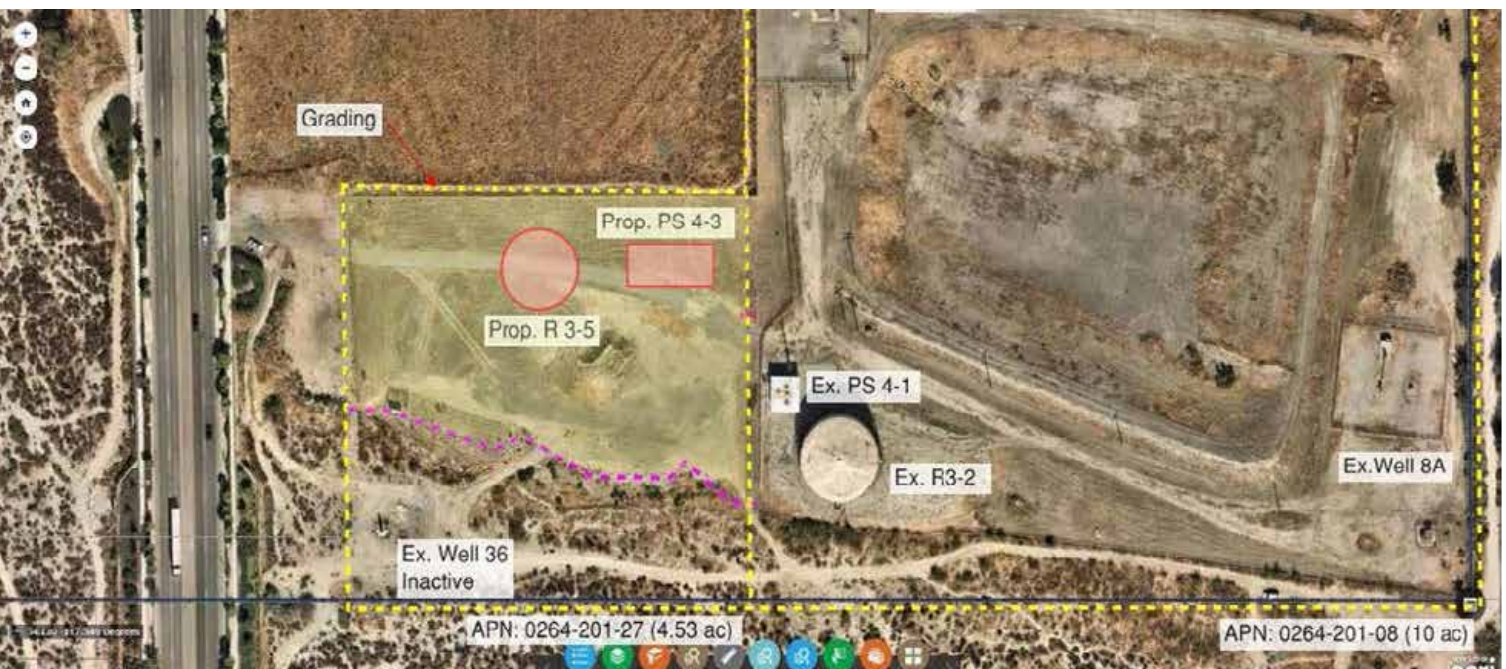 Grading
Prop. PS 4-3
Prop. R 3-5
Ex. PS 4-1
Ex. R3-2
Ex.Well 8A
Ex. Well 36
Inactive
APN: 0264-201-27 (4.53 ac)
APN: 0264-201-08 (10 ac)